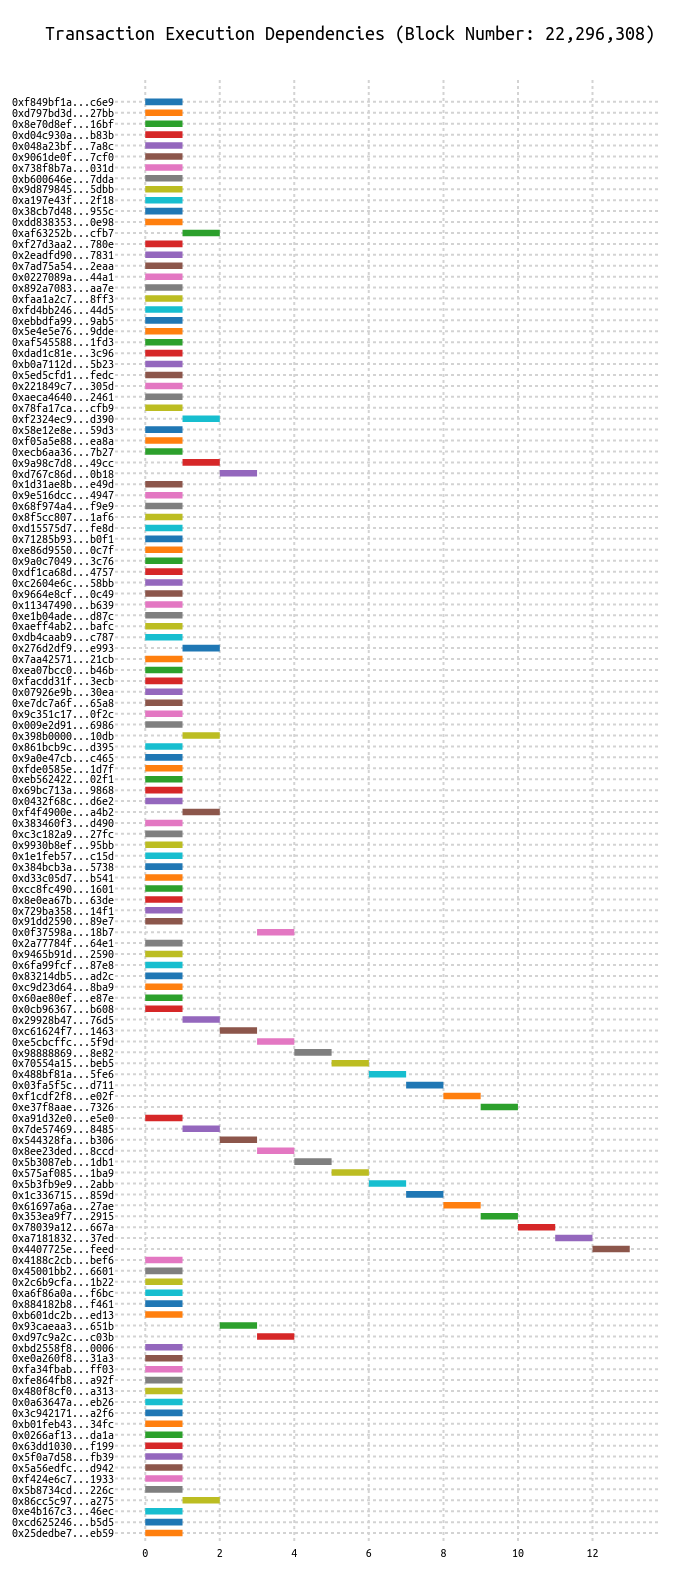 Transaction Execution Dependencies (Block Number: 22,296,308)
0xf849bf1a...c6e9
0xd797bd3d...27bb
0x8e70d8ef...16bf
0xd04c930a...b83b
0x048a23bf...7a8c
0x9061de0f...7cf0
0x738f8b7a...031d
0xb600646e...7dda
0x9d879845...5dbb
0xa197e43f...2f18
0x38cb7d48...955c
0xdd838353...0e98
0xaf63252b...cfb7
0xf27d3aa2...780e
0x2eadfd90...7831
0x7ad75a54...2eaa
0x0227089a...44a1
0x892a7083...aa7e
0xfaa1a2c7...8ff3
0xfd4bb246...44d5
0xebbdfa99...9ab5
0x5e4e5e76...9dde
0xaf545588...1fd3
0xdad1c81e...3c96
0xb0a7112d...5b23
0x5ed5cfd1...fedc
0x221849c7...305d
0xaeca4640...2461
0x78fa17ca...cfb9
0xf2324ec9...d390
0x58e12e8e...59d3
0xf05a5e88...ea8a
0xecb6aa36...7b27
0x9a98c7d8...49cc
0xd767c86d...0b18
0x1d31ae8b...e49d
0x9e516dcc...4947
0x68f974a4...f9e9
0x8f5cc807...1af6
0xd15575d7...fe8d
0x71285b93...b0f1
0xe86d9550...0c7f
0x9a0c7049...3c76
0xdf1ca68d...4757
0xc2604e6c...58bb
0x9664e8cf...0c49
0x11347490...b639
0xe1b04ade...d87c
0xaeff4ab2...bafc
0xdb4caab9...c787
0x276d2df9...e993
0x7aa42571...21cb
0xea07bcc0...b46b
0xfacdd31f...3ecb
0x07926e9b...30ea
0xe7dc7a6f...65a8
0x9c351c17...0f2c
0x009e2d91...6986
0x398b0000...10db
0x861bcb9c...d395
0x9a0e47cb...c465
0xfde0585e...1d7f
0xeb562422...02f1
0x69bc713a...9868
0x0432f68c...d6e2
0xf4f4900e...a4b2
0x383460f3...d490
0xc3c182a9...27fc
0x9930b8ef...95bb
0x1e1feb57...c15d
0x384bcb3a...5738
0xd33c05d7...b541
0xcc8fc490...1601
0x8e0ea67b...63de
0x729ba358...14f1
0x91dd2590...89e7
0x0f37598a...18b7
0x2a77784f...64e1
0x9465b91d...2590
0x6fa99fcf...87e8
0x83214db5...ad2c
0xc9d23d64...8ba9
0x60ae80ef...e87e
0x0cb96367...b608
0x29928b47...76d5
0xc61624f7...1463
0xe5cbcffc...5f9d
0x98888869...8e82
0x70554a15...beb5
0x488bf81a...5fe6
0x03fa5f5c...d711
0xf1cdf2f8...e02f
0xe37f8aae...7326
0xa91d32e0...e5e0
0x7de57469...8485
0x544328fa...b306
0x8ee23ded...8ccd
0x5b3087eb...1db1
0x575af085...1ba9
0x5b3fb9e9...2abb
0x1c336715...859d
0x61697a6a...27ae
0x353ea9f7...2915
0x78039a12...667a
0xa7181832...37ed
0x4407725e...feed
0x4188c2cb...bef6
0x45001bb2...6601
0x2c6b9cfa...1b22
0xa6f86a0a...f6bc
0x884182b8...f461
0xb601dc2b...ed13
0x93caeaa3...651b
0xd97c9a2c...c03b
0xbd2558f8...0006
0xe0a260f8...31a3
0xfa34fbab...ff03
0xfe864fb8...a92f
0x480f8cf0...a313
0x0a63647a...eb26
0x3c942171...a2f6
0xb01feb43...34fc
0x0266af13...da1a
0x63dd1030...f199
0x5f0a7d58...fb39
0x5a56edfc...d942
0xf424e6c7...1933
0x5b8734cd...226c
0x86cc5c97...a275
0xe4b167c3...46ec
0xcd625246...b5d5
0x25dedbe7...eb59
0 2 4 6 8 10 12